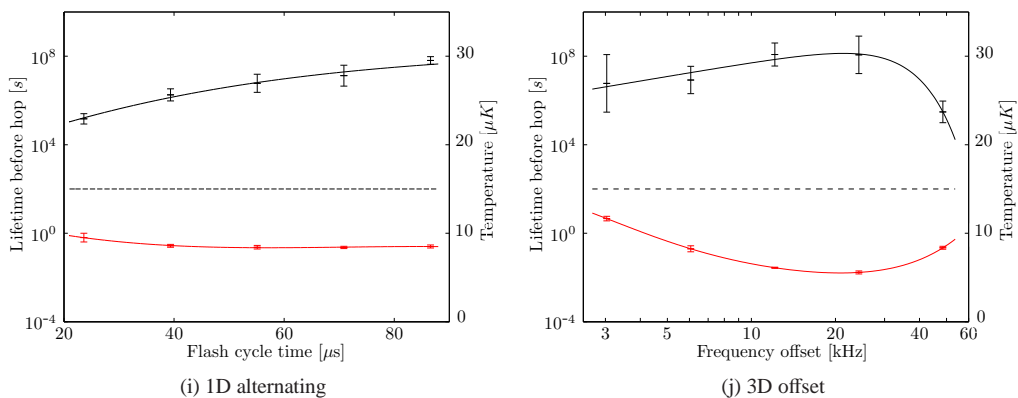 10^8
10^4
10^0
10^-4
Lifetime before hop [s]
30
20
10
0
Temperature [μK]
20 40 60 80
Flash cycle time [μs]
(i) 1D alternating
10^8
10^4
10^0
10^-4
Lifetime before hop [s]
30
20
10
0
Temperature [μK]
3 5 10 20 40 60
Frequency offset [kHz]
(j) 3D offset